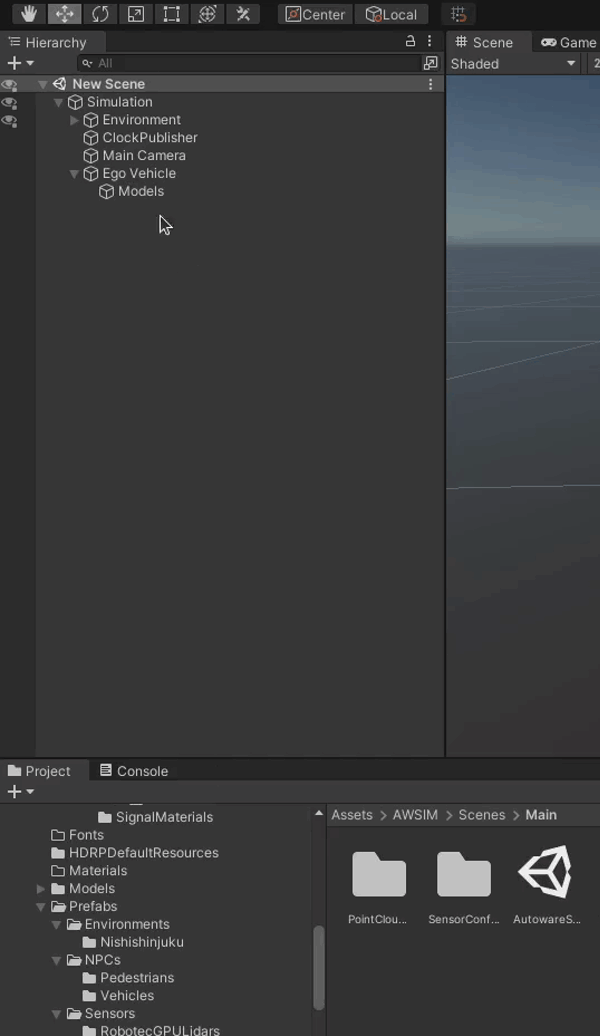 Center
Local
Hierarchy
Scene
Game
All
Shaded
2
New Scene
Simulation
Environment
ClockPublisher
Main Camera
Ego Vehicle
Models
Project
Console
SignalMaterials
Fonts
HDRPDefaultResources
Materials
Models
Prefabs
Environments
Nishishinjuku
NPCs
Pedestrians
Vehicles
Sensors
RobotecGPULidars
Assets > AWSIM > Scenes > Main
PointClou...
SensorConf...
AutowareS...